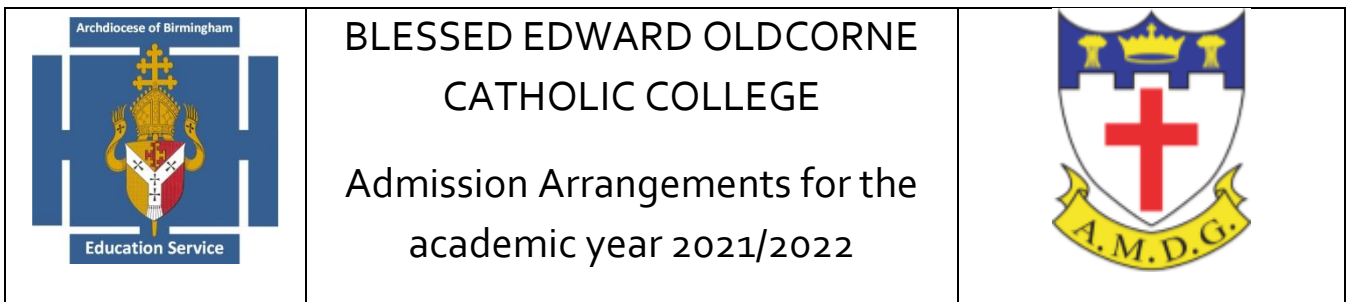 Archdiocese of Birmingham
Education Service
BLESSED EDWARD OLDCORNE
CATHOLIC COLLEGE
Admission Arrangements for the
academic year 2021/2022
A.M.D.G.